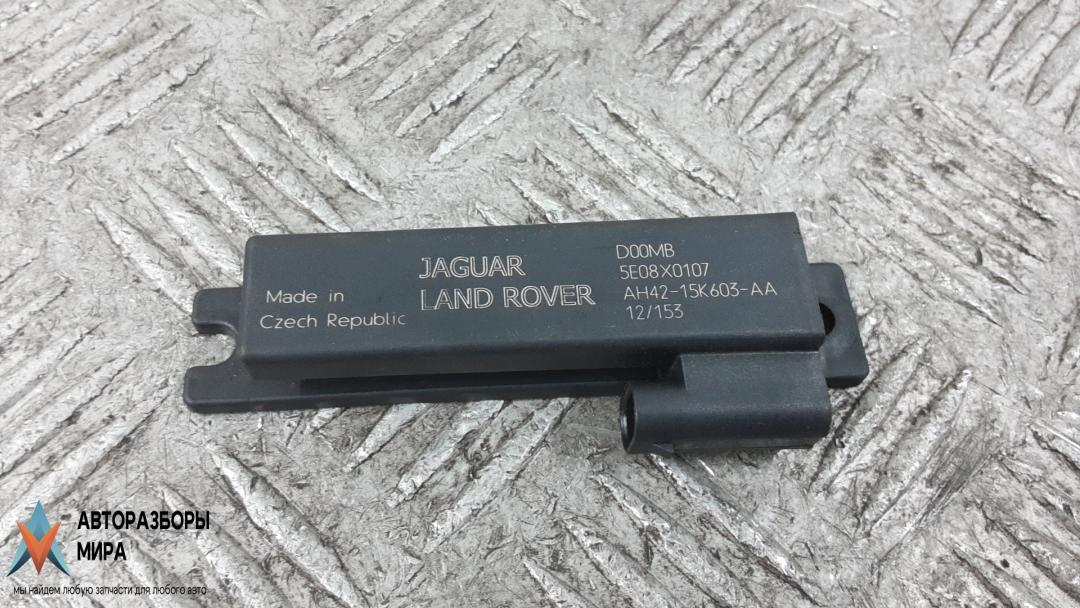 Made in
Czech Republic
JAGUAR
LAND ROVER
D00MB
5E08X0107
AH42-15K603-AA
12/153
АВТОРАЗБОРЫ
МИРА
мы найдем любую запчасти для любого авто